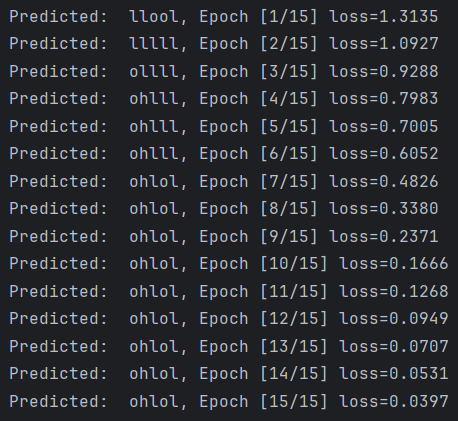 Predicted:  llool, Epoch [1/15] loss=1.3135
Predicted:  lllll, Epoch [2/15] loss=1.0927
Predicted:  ollll, Epoch [3/15] loss=0.9288
Predicted:  ohlll, Epoch [4/15] loss=0.7983
Predicted:  ohlll, Epoch [5/15] loss=0.7005
Predicted:  ohlll, Epoch [6/15] loss=0.6052
Predicted:  ohlol, Epoch [7/15] loss=0.4826
Predicted:  ohlol, Epoch [8/15] loss=0.3380
Predicted:  ohlol, Epoch [9/15] loss=0.2371
Predicted:  ohlol, Epoch [10/15] loss=0.1666
Predicted:  ohlol, Epoch [11/15] loss=0.1268
Predicted:  ohlol, Epoch [12/15] loss=0.0949
Predicted:  ohlol, Epoch [13/15] loss=0.0707
Predicted:  ohlol, Epoch [14/15] loss=0.0531
Predicted:  ohlol, Epoch [15/15] loss=0.0397